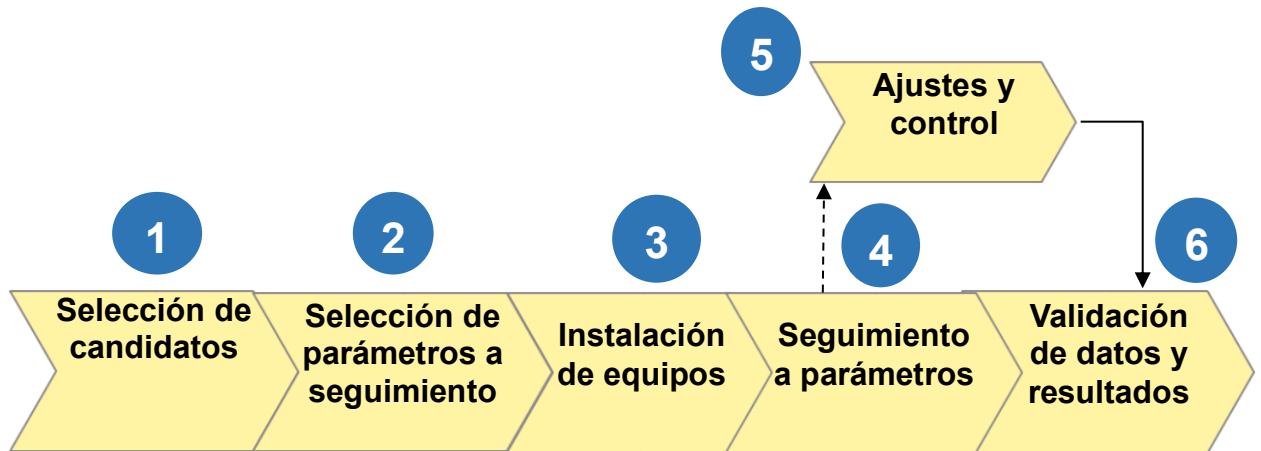 5
Ajustes y
control
1
2
3
4
6
Selección de
candidatos
Selección de
parámetros a
seguimiento
Instalación
de equipos
Seguimiento
a parámetros
Validación
de datos y
resultados